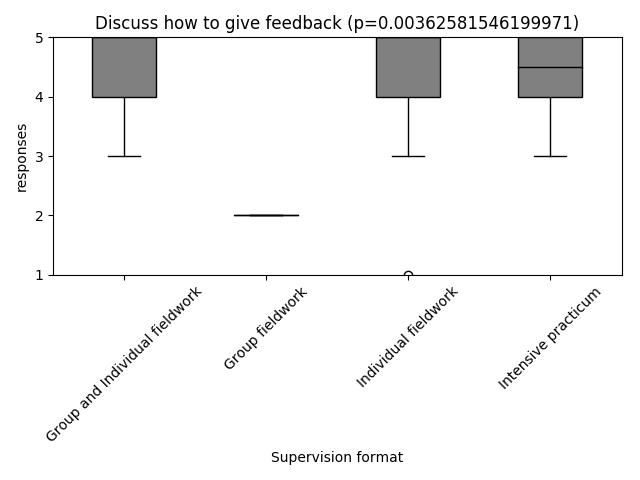 Discuss how to give feedback (p=0.00362581546199971)
5
4
3
2
1
responses
Group and Individual fieldwork
Group fieldwork
Individual fieldwork
Intensive practicum
Supervision format